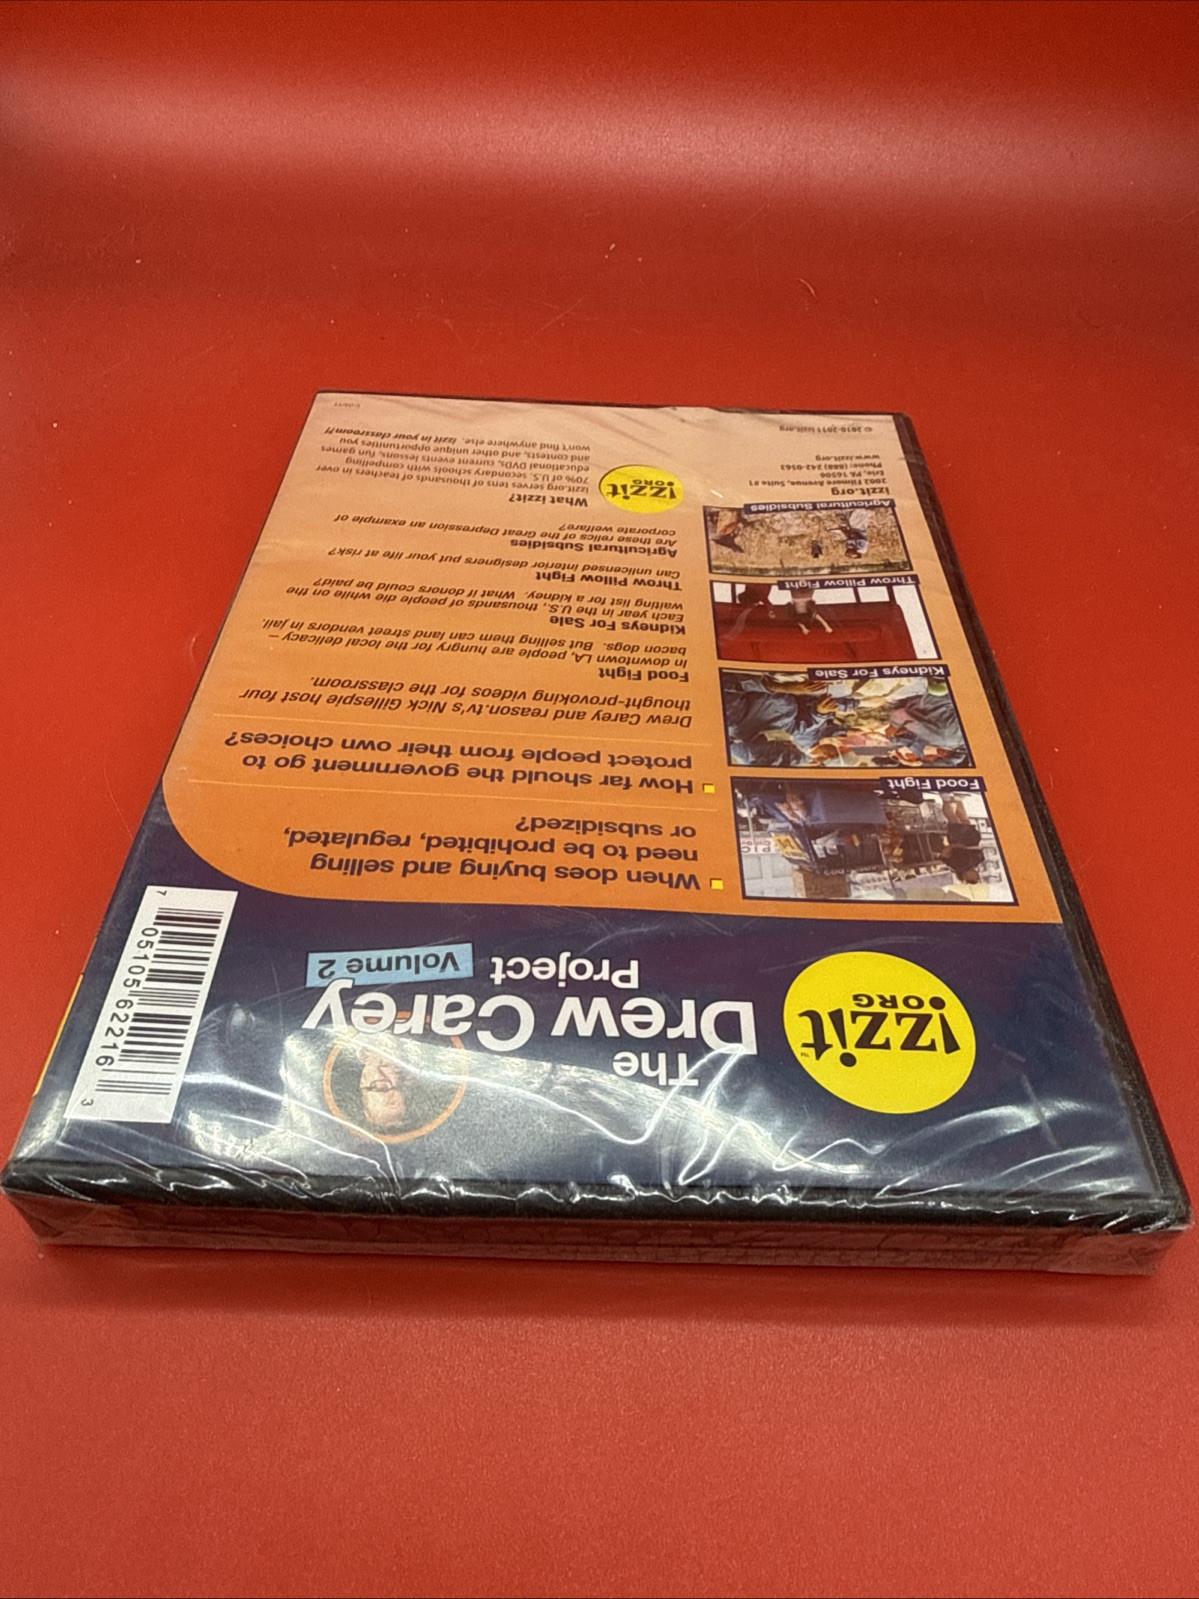 izzit
.ORG
TM
The
Drew Carey
Project
Volume 2
7 05105 62216 3
When does buying and selling
need to be prohibited, regulated,
or subsidized?
How far should the government go to
protect people from their own choices?
Drew Carey and reason.tv's Nick Gillespie host four
thought-provoking videos for the classroom.
Food Fight
In downtown LA, people are hungry for the local delicacy –
bacon dogs. But selling them can land street vendors in jail.
Kidneys For Sale
Each year in the U.S., thousands of people die while on the
waiting list for a kidney. What if donors could be paid?
Throw Pillow Fight
Can unlicensed interior designers put your life at risk?
Agricultural Subsidies
Are these relics of the Great Depression an example of
corporate welfare?
Food Fight
Kidneys For Sale
Throw Pillow Fight
Agricultural Subsidies
izzit
.ORG
What izzit?
izzit.org serves tens of thousands of teachers in over
70% of U.S. secondary schools with compelling
educational DVDs, current events lessons, fun games
and contests, and other unique opportunities you
won't find anywhere else. Izzit in your classroom?!
izzit.org
2002 Filmore Avenue, Suite #1
Erie, PA 16506
Phone: (888) 242-0563
www.izzit.org
© 2010-2011 izzit.org